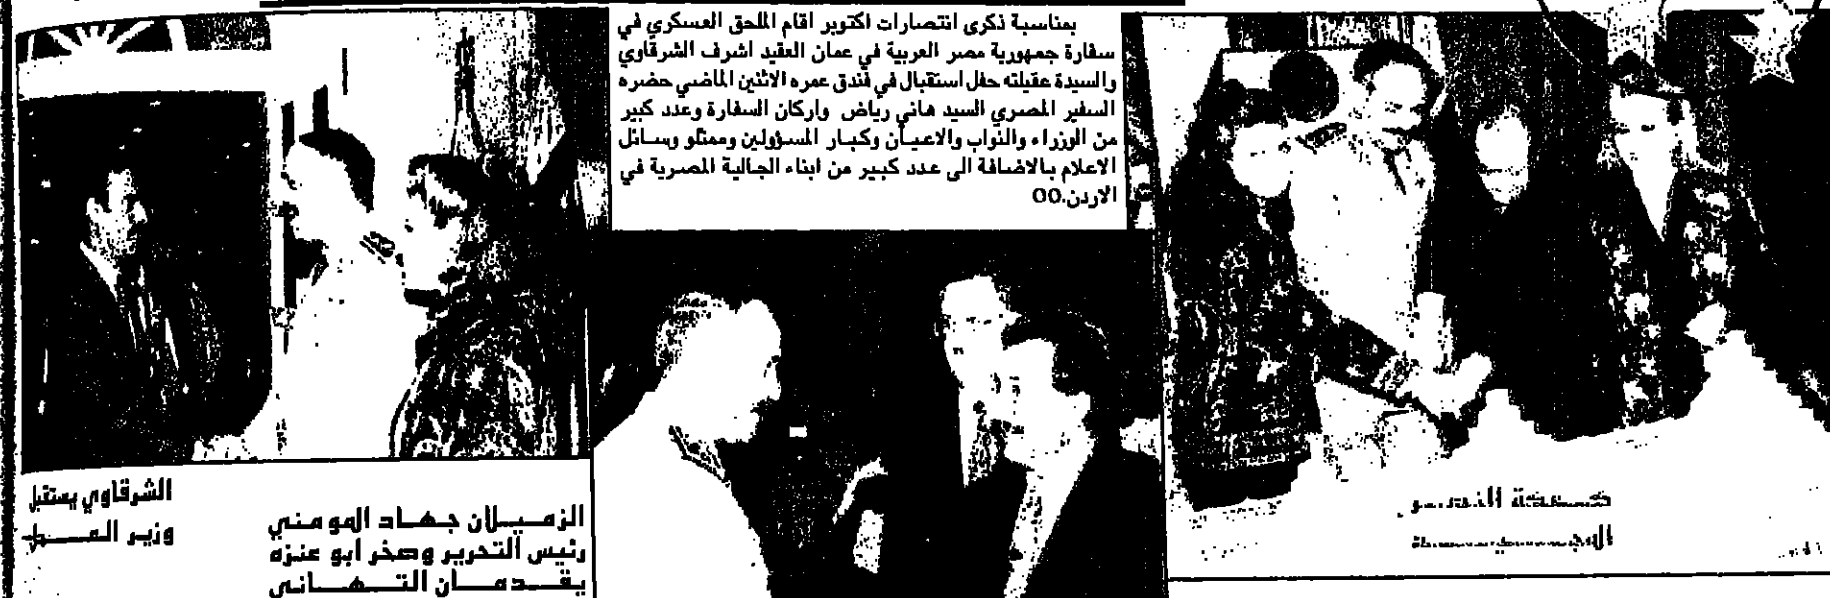 بمناسبة ذكرى انتصارات اكتوبر اقام الملحق العسكري في
سفارة جمهورية مصر العربية في عمان العقيد اشرف الشرقاوي
والسيدة عقيلته حفل استقبال في فندق عمره الاثنين الماضي حضره
السفير المصري السيد هاني رياض واركان السفارة وعدد كبير
من الوزراء والنواب والاعيان وكبار المسؤولين وممثلو وسائل
الاعلام بالاضافة الى عدد كبير من ابناء الجالية المصرية في
الاردن.OO
الشرقاوي يستقبل
وزير
الزميلان جهاد المومني
رئيس التحرير وصخر ابو عنزه
يقدمان التهاني